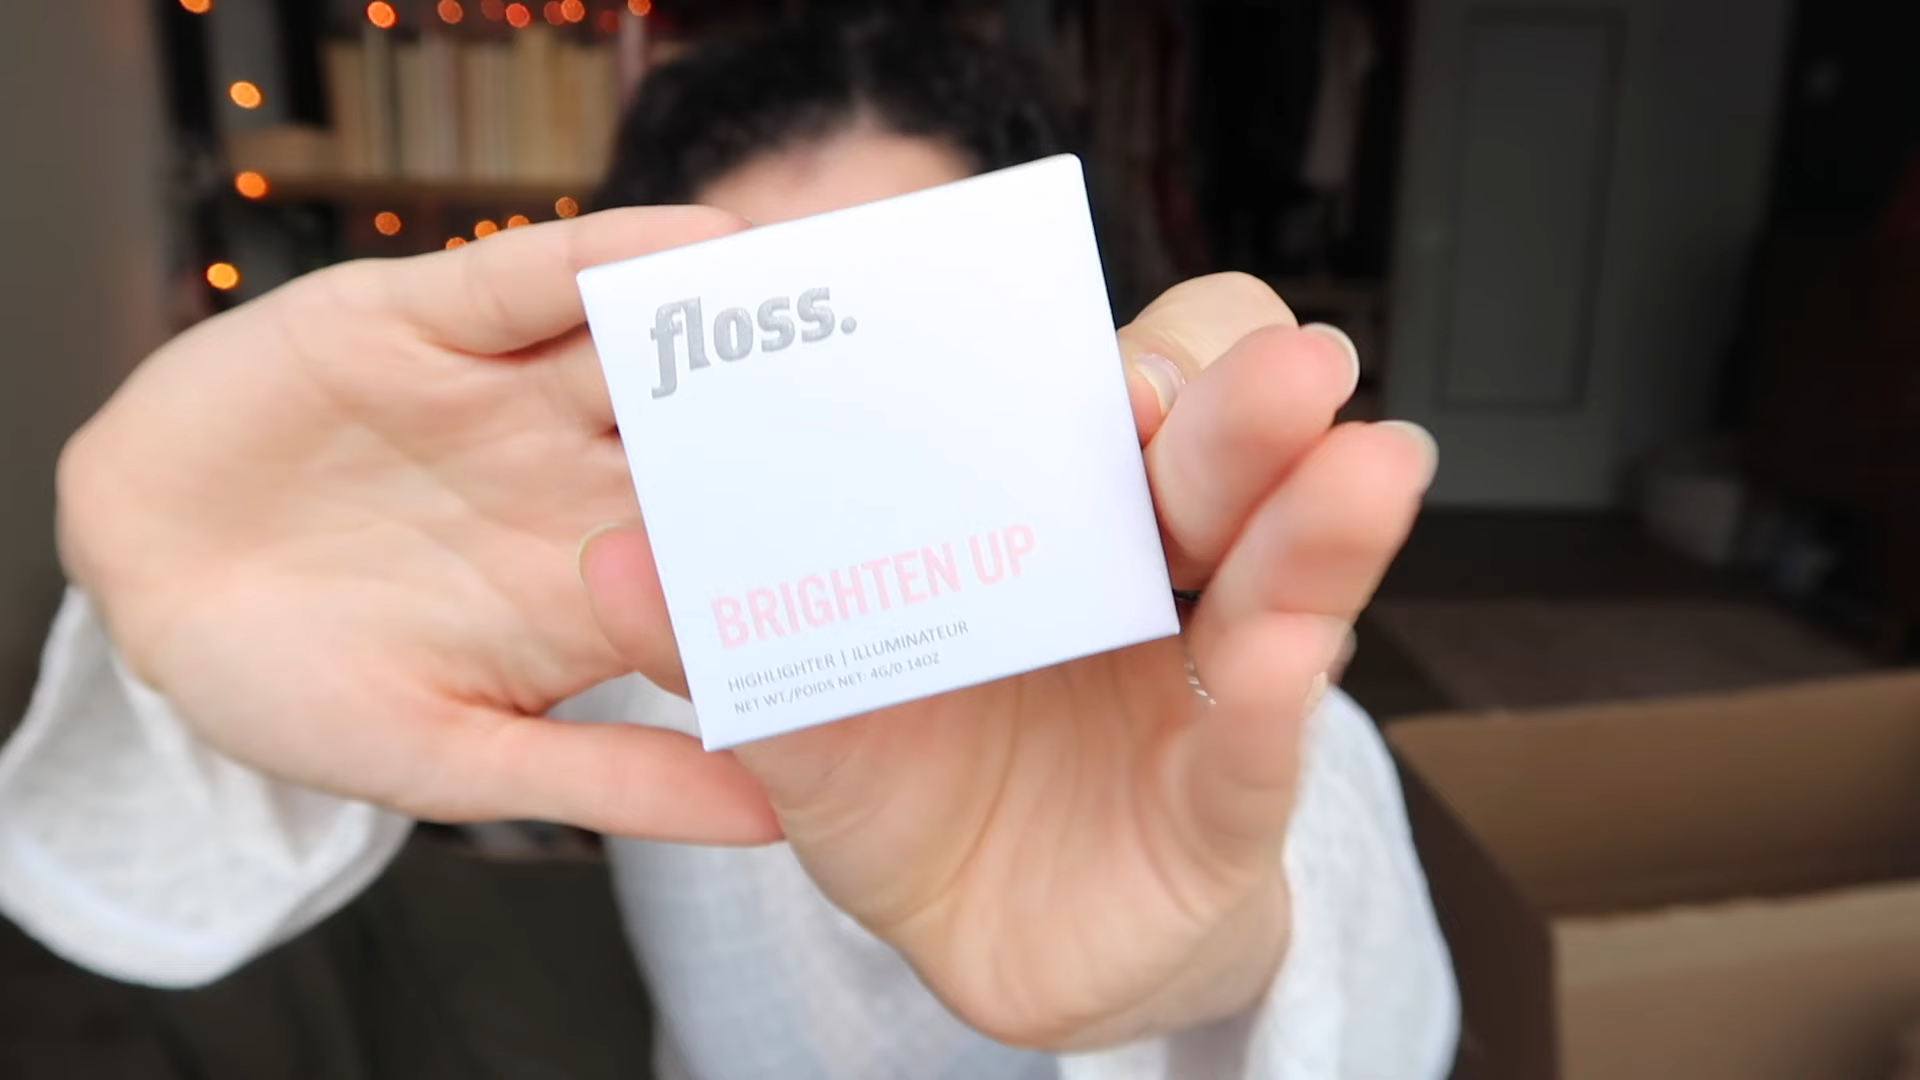 floss.
BRIGHTEN UP
HIGHLIGHTER | ILLUMINATEUR
NET WT./POIDS NET: 4G/0.14OZ